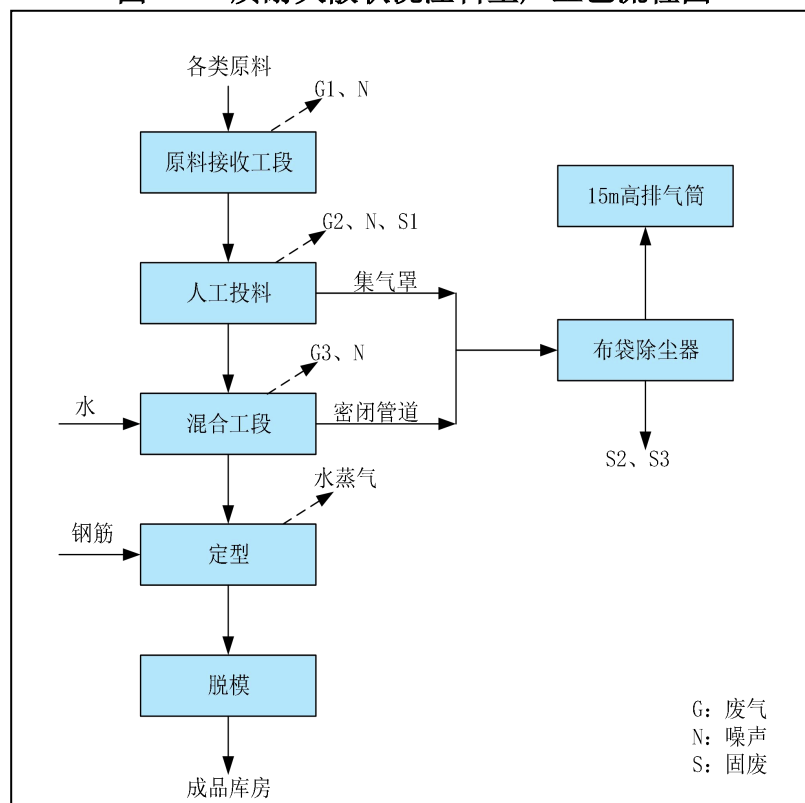 各类原料
G1、N
原料接收工段
15m高排气筒
G2、N、S1
人工投料
集气罩
布袋除尘器
G3、N
水
混合工段
密闭管道
S2、S3
水蒸气
钢筋
定型
脱模
G: 废气
N: 噪声
S: 固废
成品库房